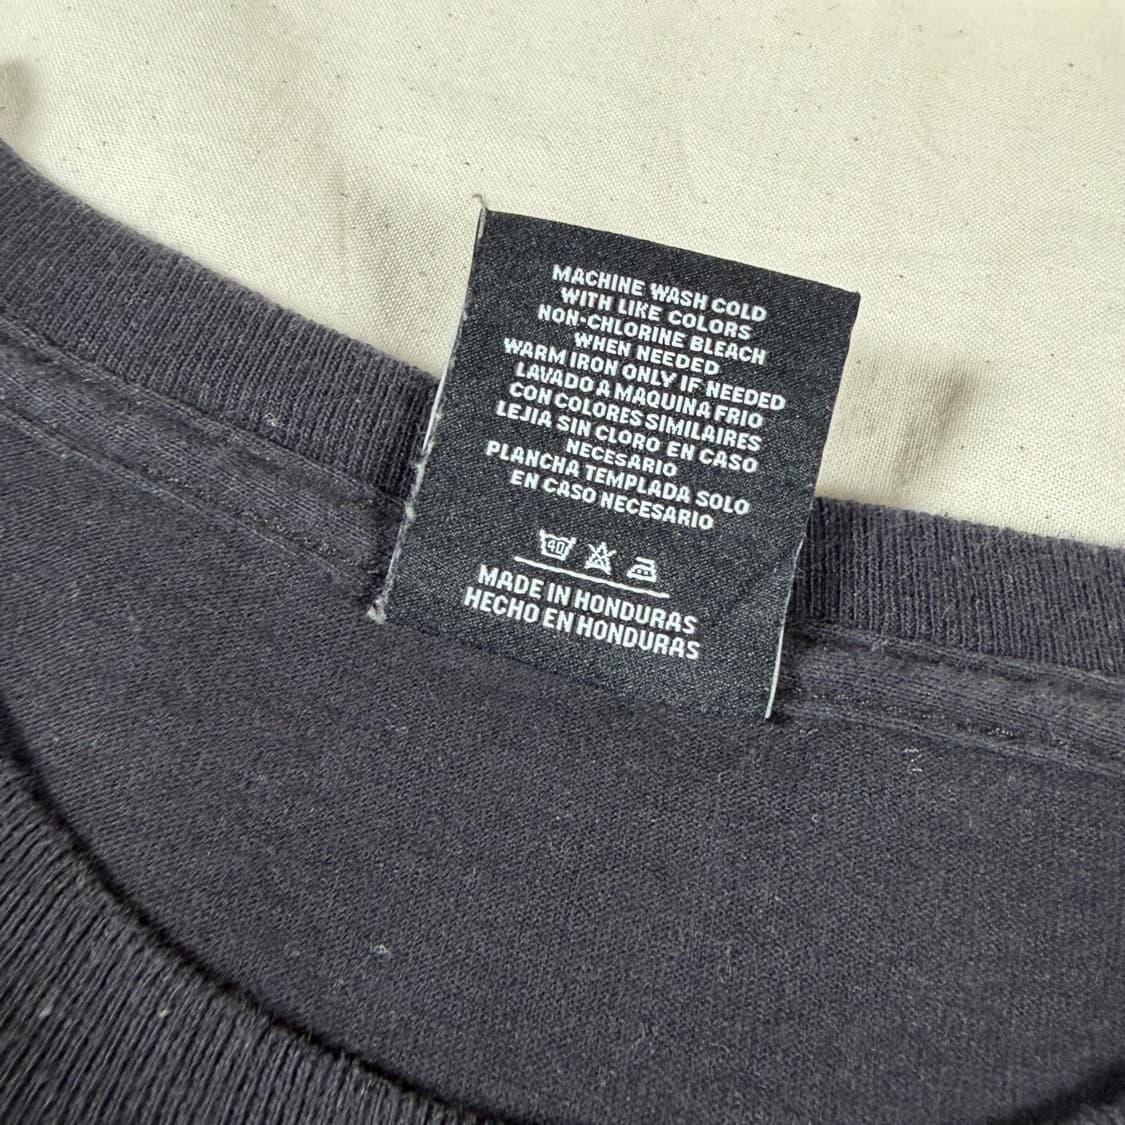 MACHINE WASH COLD
WITH LIKE COLORS
NON-CHLORINE BLEACH
WHEN NEEDED
WARM IRON ONLY IF NEEDED
LAVADO A MAQUINA FRIO
CON COLORES SIMILAIRES
LEJIA SIN CLORO EN CASO
NECESARIO
PLANCHA TEMPLADA SOLO
EN CASO NECESARIO
40
MADE IN HONDURAS
HECHO EN HONDURAS